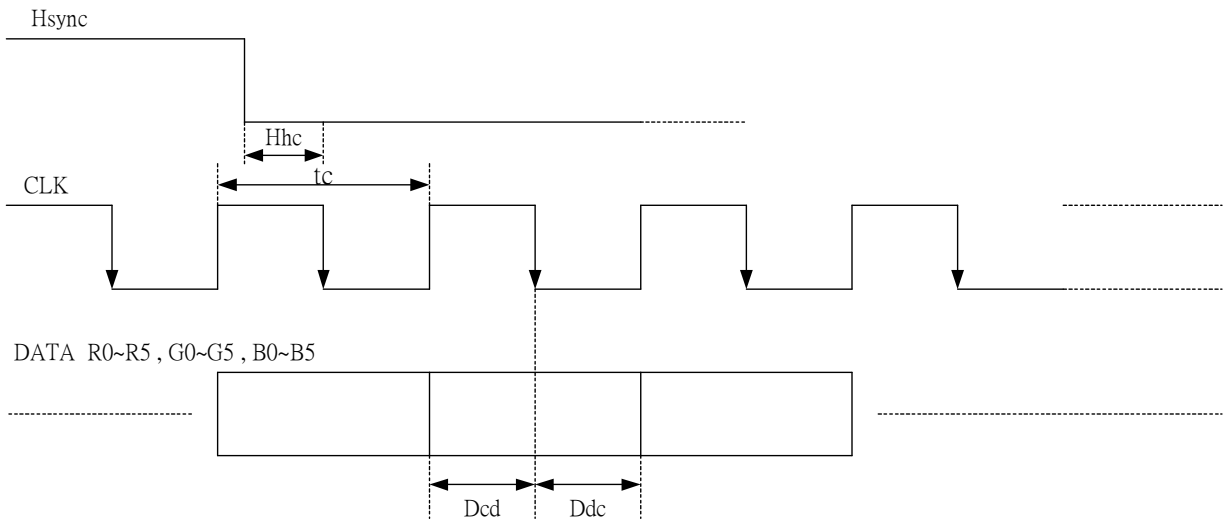 Hsync
Hhc
tc
CLK
DATA R0~R5 , G0~G5 , B0~B5
Dcd Ddc